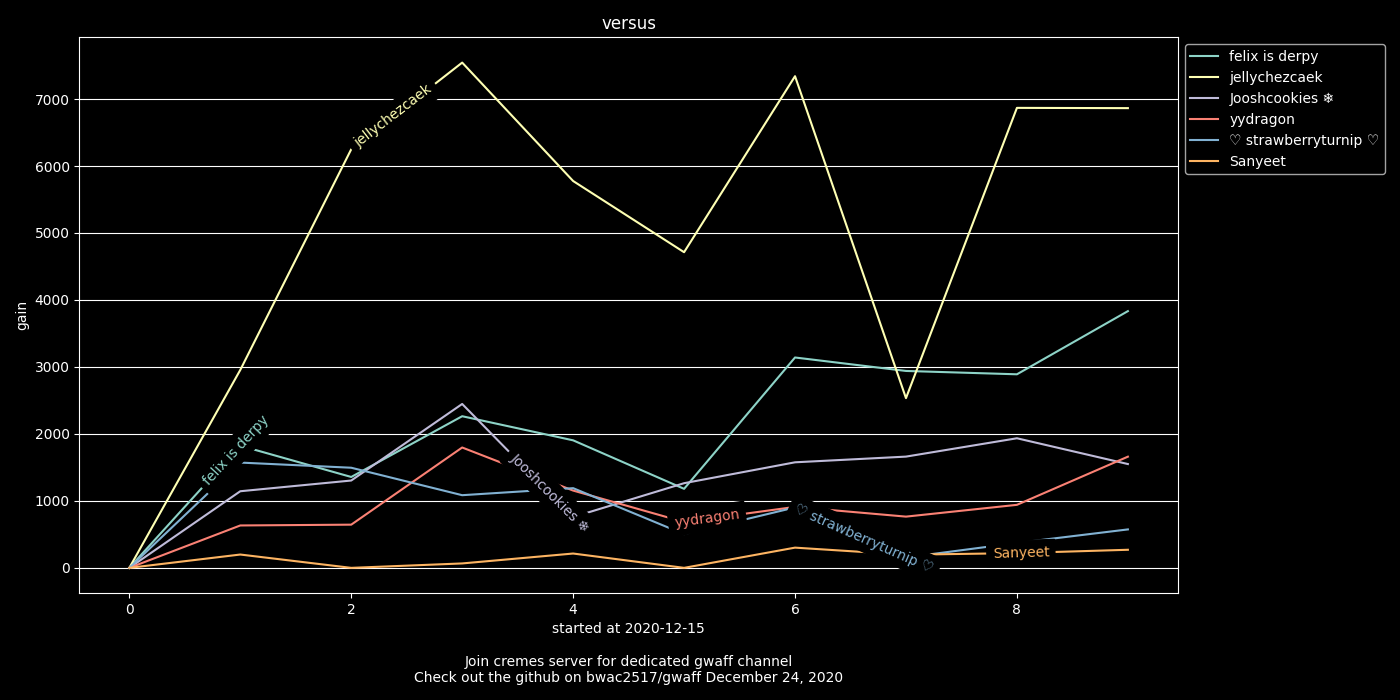 versus
felix is derpy
jellychezcaek
Jooshcookies ❄
yydragon
♡ strawberryturnip ♡
Sanyeet
7000
6000
5000
4000
3000
2000
1000
0
gain
jellychezcaek
felix is derpy
Jooshcookies ❄
yydragon
♡ strawberryturnip ♡
Sanyeet
0 2 4 6 8
started at 2020-12-15
Join cremes server for dedicated gwaff channel
Check out the github on bwac2517/gwaff December 24, 2020